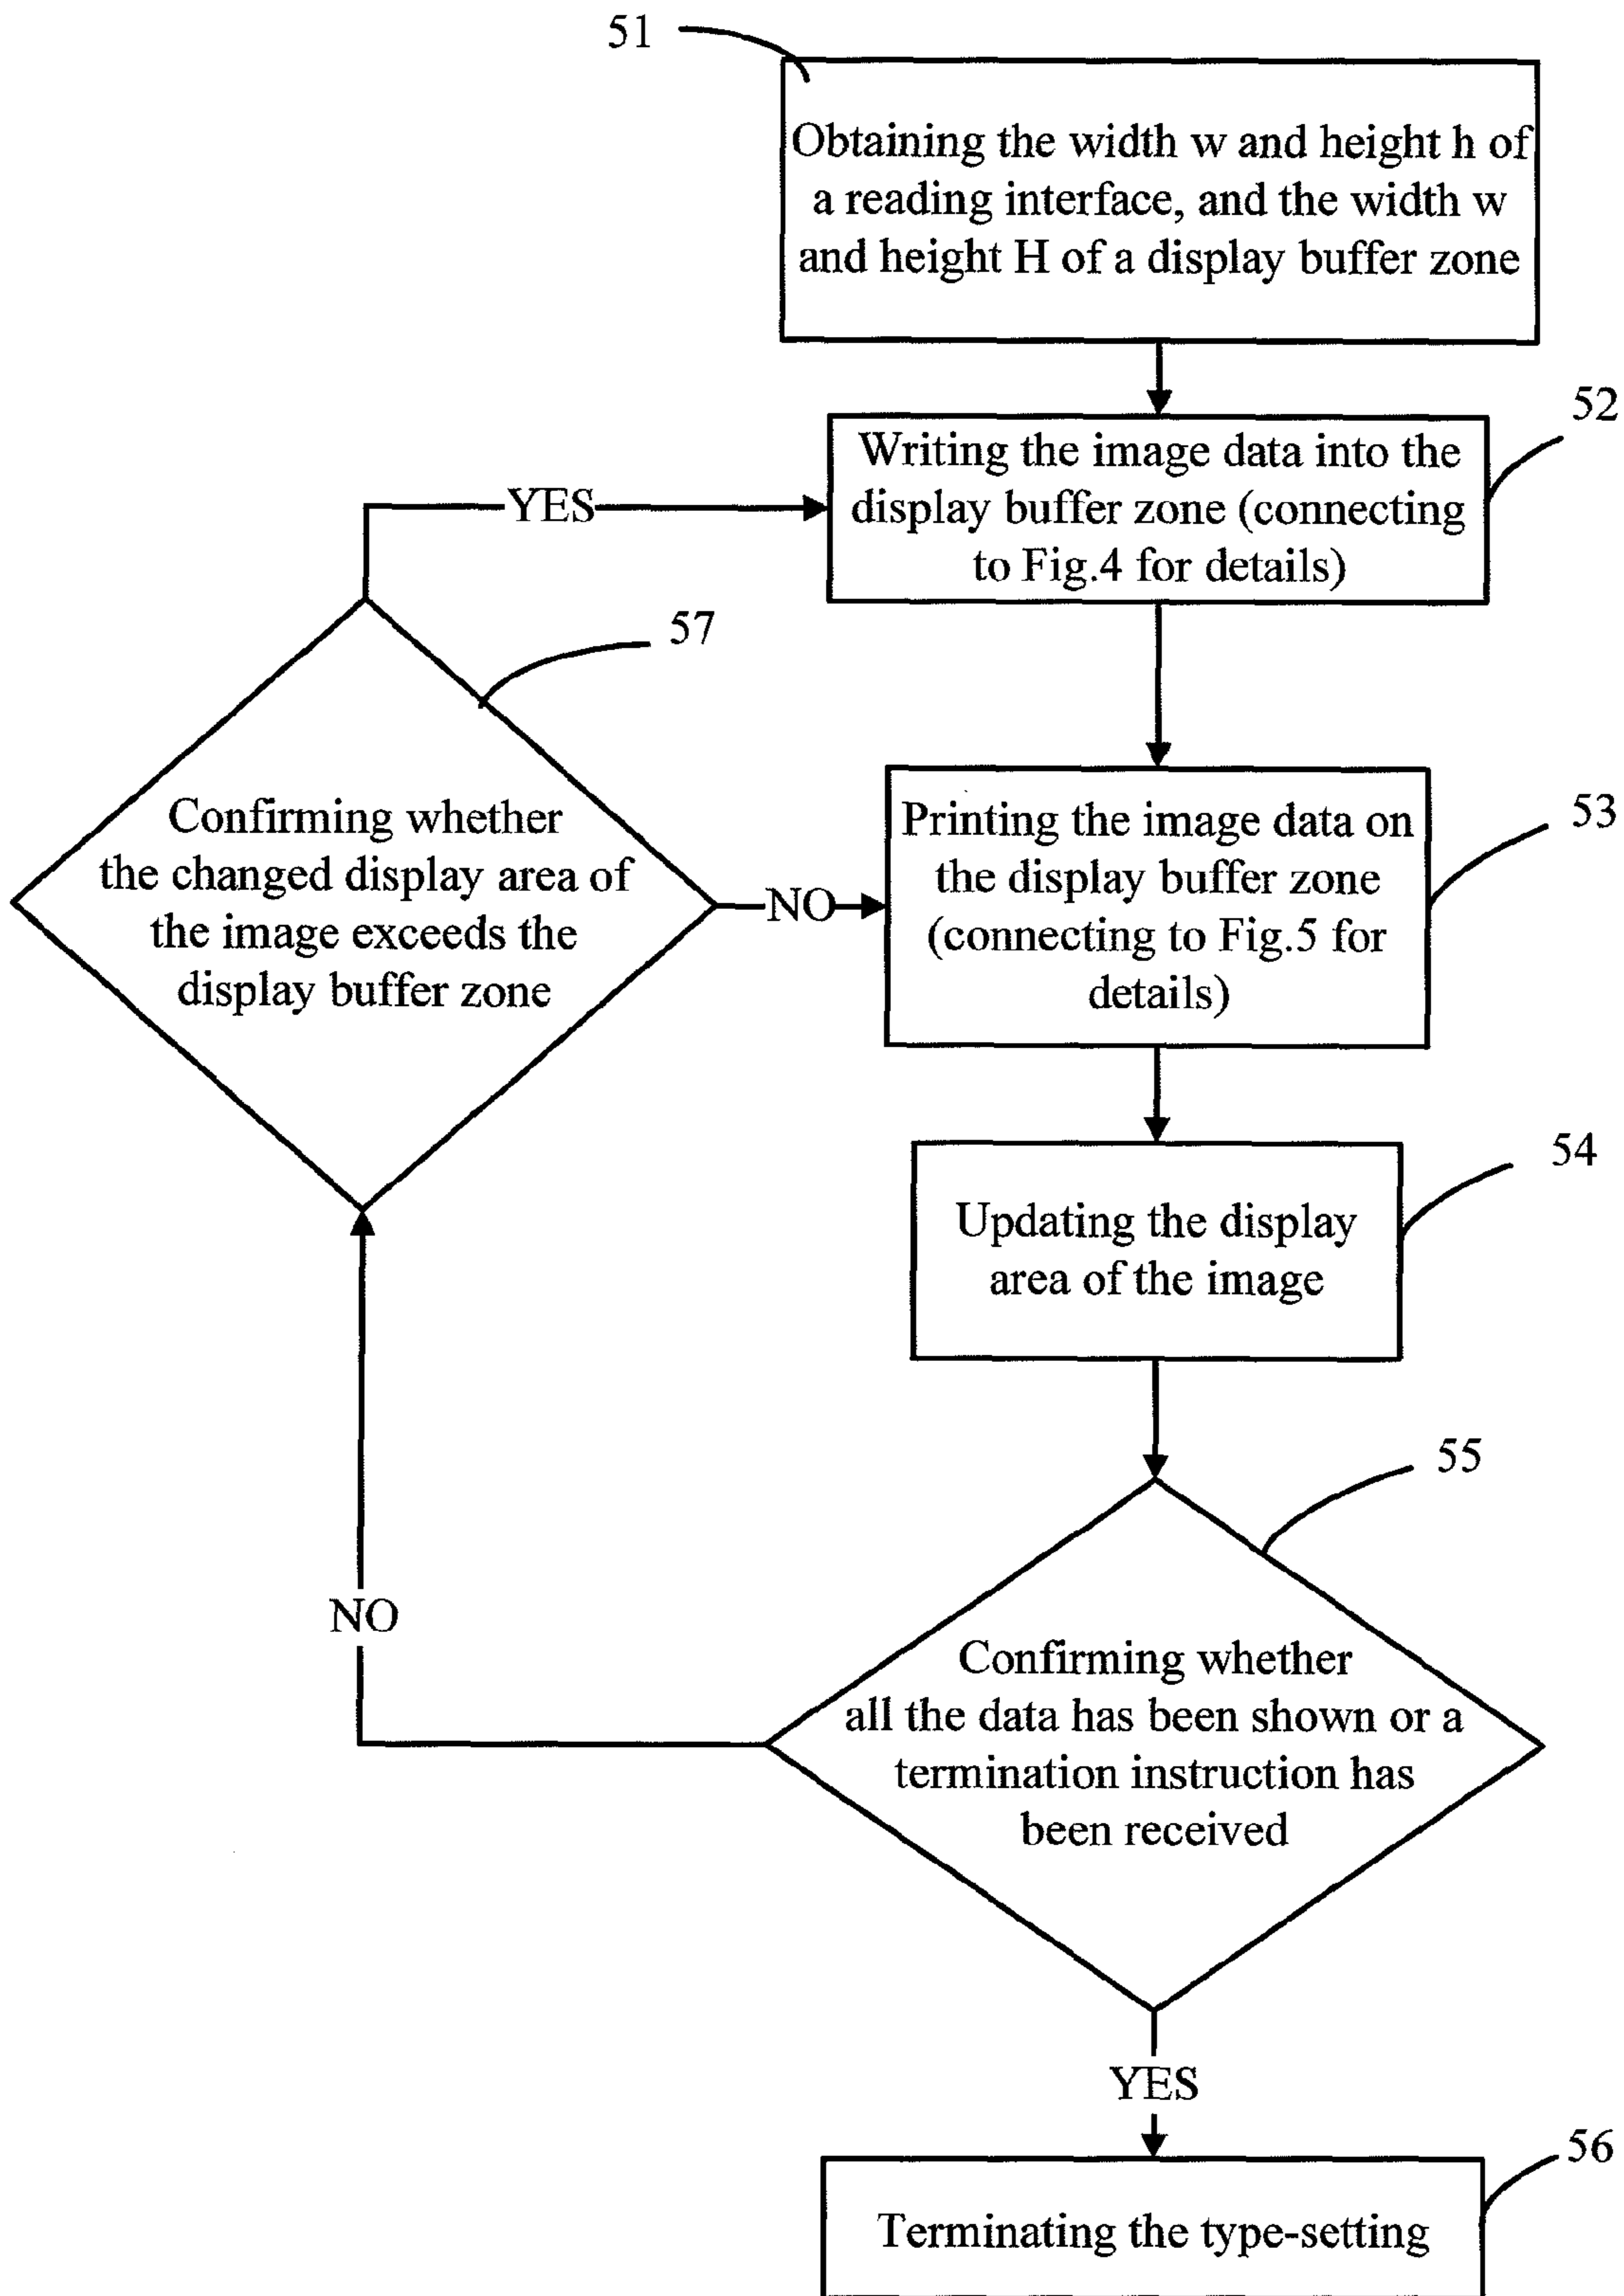 51
Obtaining the width w and height h of
a reading interface, and the width w
and height H of a display buffer zone
52
Writing the image data into the
display buffer zone (connecting
to Fig.4 for details)
YES
57
Confirming whether
the changed display area of
the image exceeds the
display buffer zone
NO
53
Printing the image data on
the display buffer zone
(connecting to Fig.5 for
details)
54
Updating the display
area of the image
55
Confirming whether
all the data has been shown or a
termination instruction has
been received
NO
YES
56
Terminating the type-setting